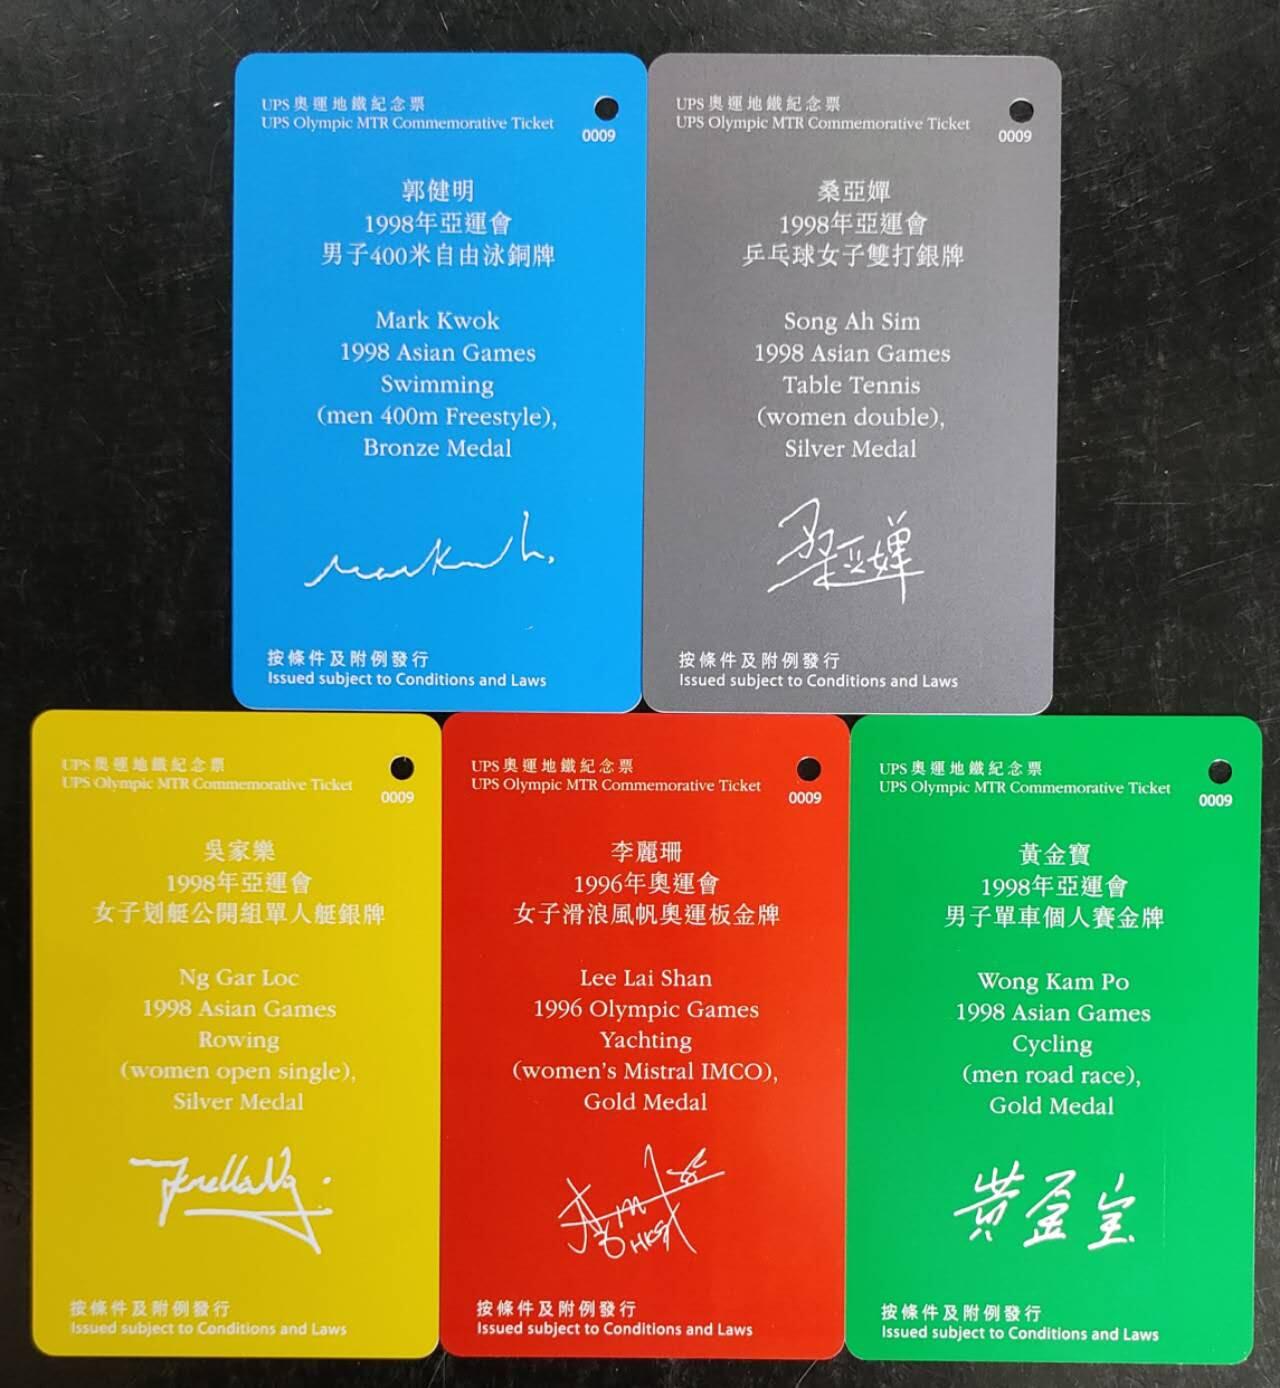 UPS奧運地鐵紀念票
UPS Olympic MTR Commemorative Ticket
0009
郭健明
1998年亞運會
男子400米自由泳銅牌
Mark Kwok
1998 Asian Games
Swimming
(men 400m Freestyle),
Bronze Medal
按條件及附例發行
Issued subject to Conditions and Laws
UPS奧運地鐵紀念票
UPS Olympic MTR Commemorative Ticket
0009
桑亞嬋
1998年亞運會
乒乓球女子雙打銀牌
Song Ah Sim
1998 Asian Games
Table Tennis
(women double),
Silver Medal
桑亞嬋
按條件及附例發行
Issued subject to Conditions and Laws
UPS奧運地鐵紀念票
UPS Olympic MTR Commemorative Ticket
0009
吳家樂
1998年亞運會
女子划艇公開組單人艇銀牌
Ng Gar Loc
1998 Asian Games
Rowing
(women open single),
Silver Medal
按條件及附例發行
Issued subject to Conditions and Laws
UPS奧運地鐵紀念票
UPS Olympic MTR Commemorative Ticket
0009
李麗珊
1996年奧運會
女子滑浪風帆奧運板金牌
Lee Lai Shan
1996 Olympic Games
Yachting
(women's Mistral IMCO),
Gold Medal
按條件及附例發行
Issued subject to Conditions and Laws
UPS奧運地鐵紀念票
UPS Olympic MTR Commemorative Ticket
0009
黃金寶
1998年亞運會
男子單車個人賽金牌
Wong Kam Po
1998 Asian Games
Cycling
(men road race),
Gold Medal
黃金宝
按條件及附例發行
Issued subject to Conditions and Laws